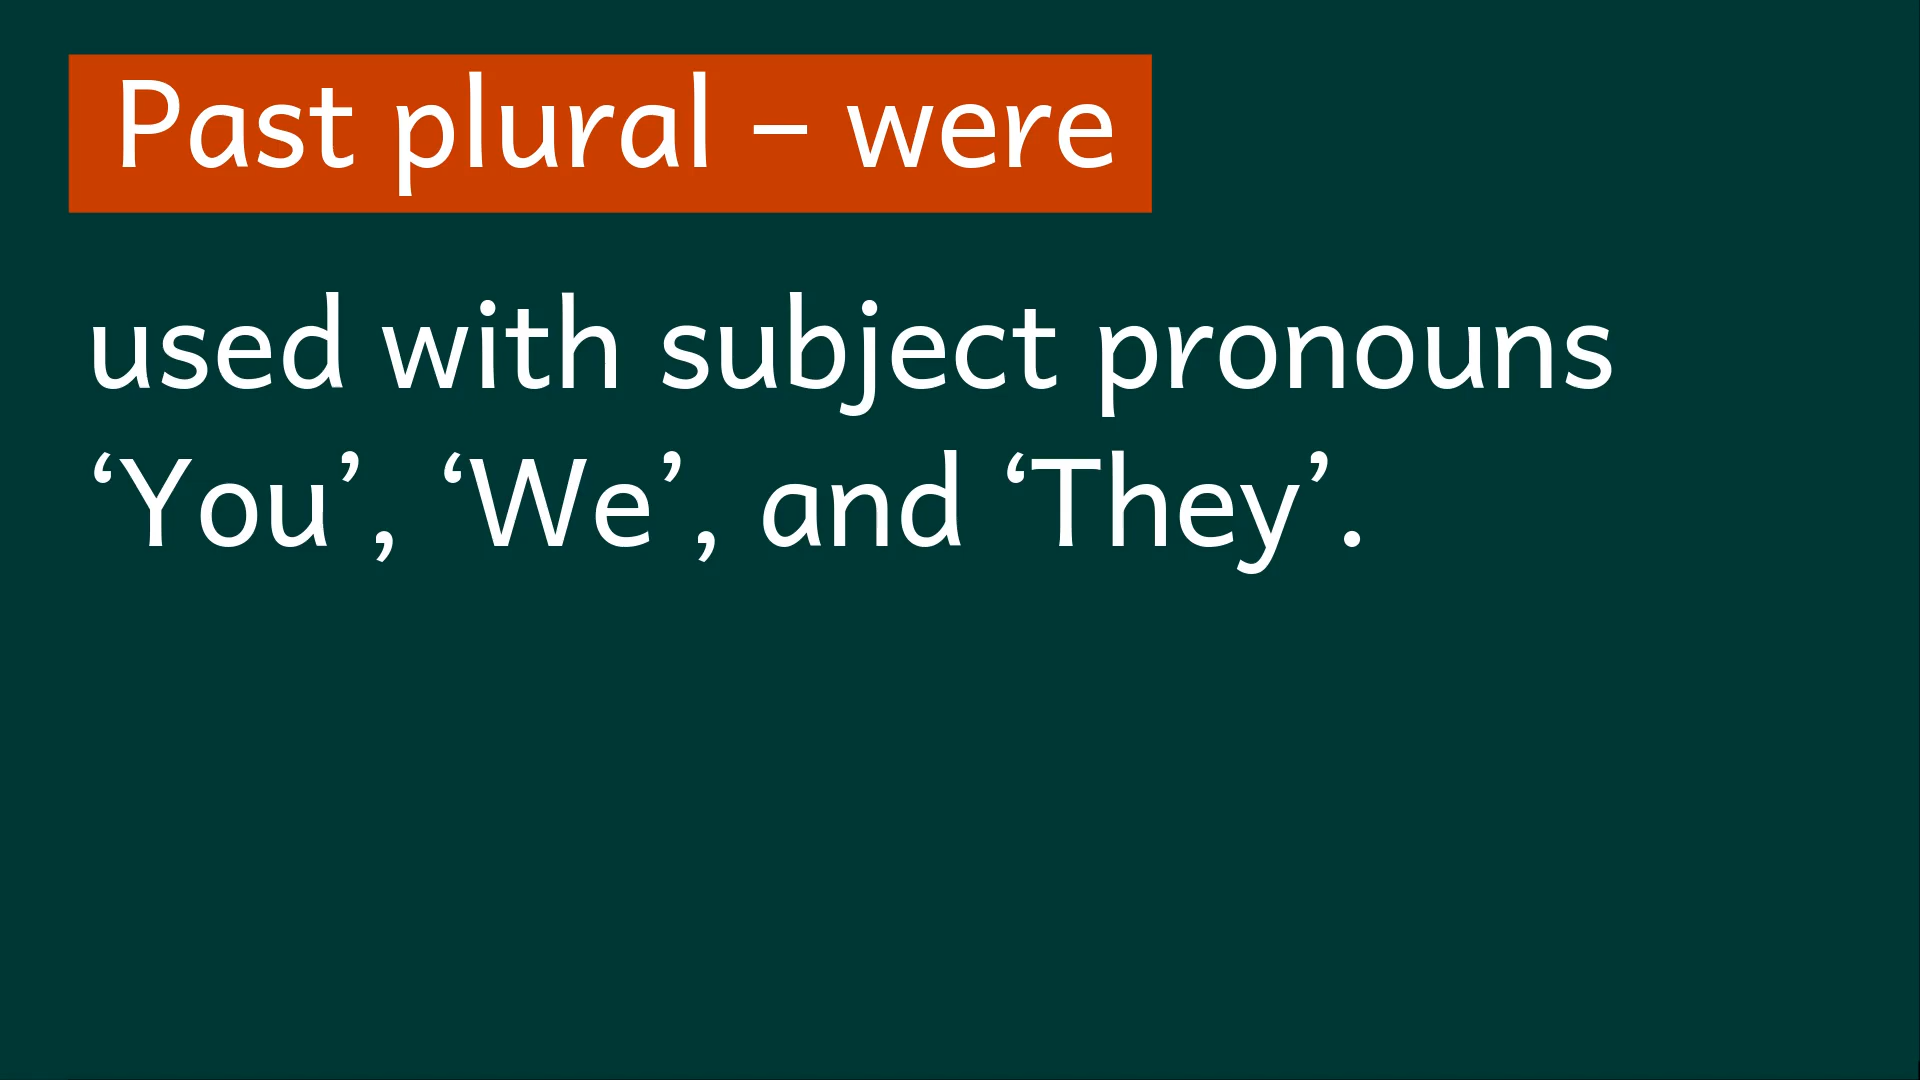 Past plural – were
used with subject pronouns
‘You’, ‘We’, and ‘They’.